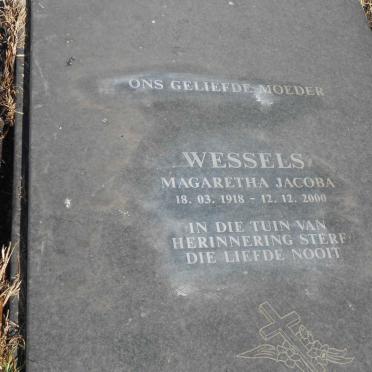 ONS GELIEFDE MOEDER
WESSELS
MAGARETHA JACOBA
18. 03. 1918 - 12. 12. 2000
IN DIE TUIN VAN
HERINNERING STERF
DIE LIEFDE NOOIT